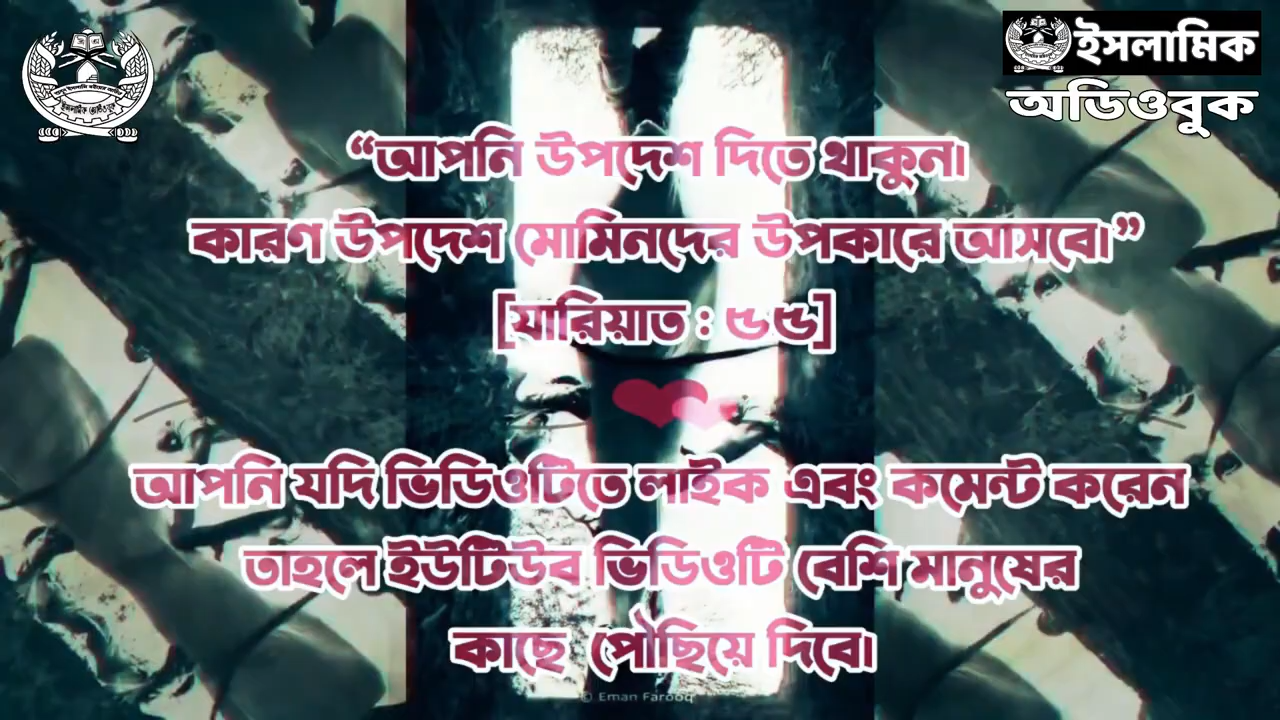 ইসলামিক
অডিওবুক
“আপনি উপদেশ দিতে থাকুন।
কারণ উপদেশ মোমিনদের উপকারে আসবে।”
[যারিয়াত : ৫৫]
আপনি যদি ভিডিওটিতে লাইক এবং কমেন্ট করেন
তাহলে ইউটিউব ভিডিওটি বেশি মানুষের
কাছে পৌছিয়ে দিবে।
© Eman Farooq